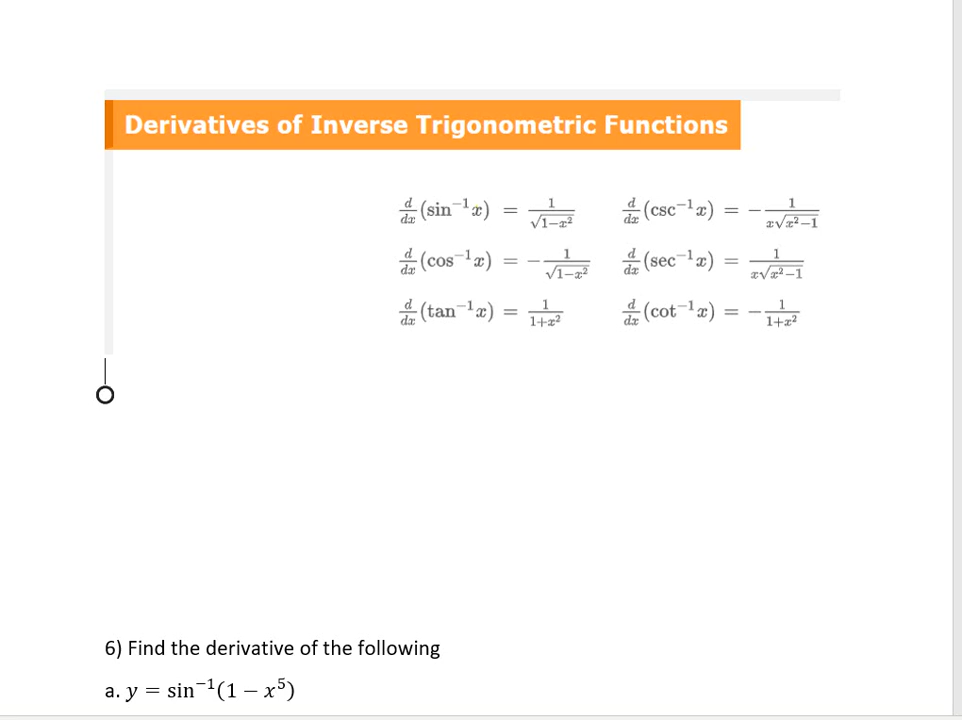 Derivatives of Inverse Trigonometric Functions
d/dx (sin⁻¹x) = 1/√(1−x²)    d/dx (csc⁻¹x) = −1/(x√(x²−1))
d/dx (cos⁻¹x) = −1/√(1−x²)    d/dx (sec⁻¹x) = 1/(x√(x²−1))
d/dx (tan⁻¹x) = 1/(1+x²)    d/dx (cot⁻¹x) = −1/(1+x²)
6) Find the derivative of the following
a. y = sin⁻¹(1 − x⁵)